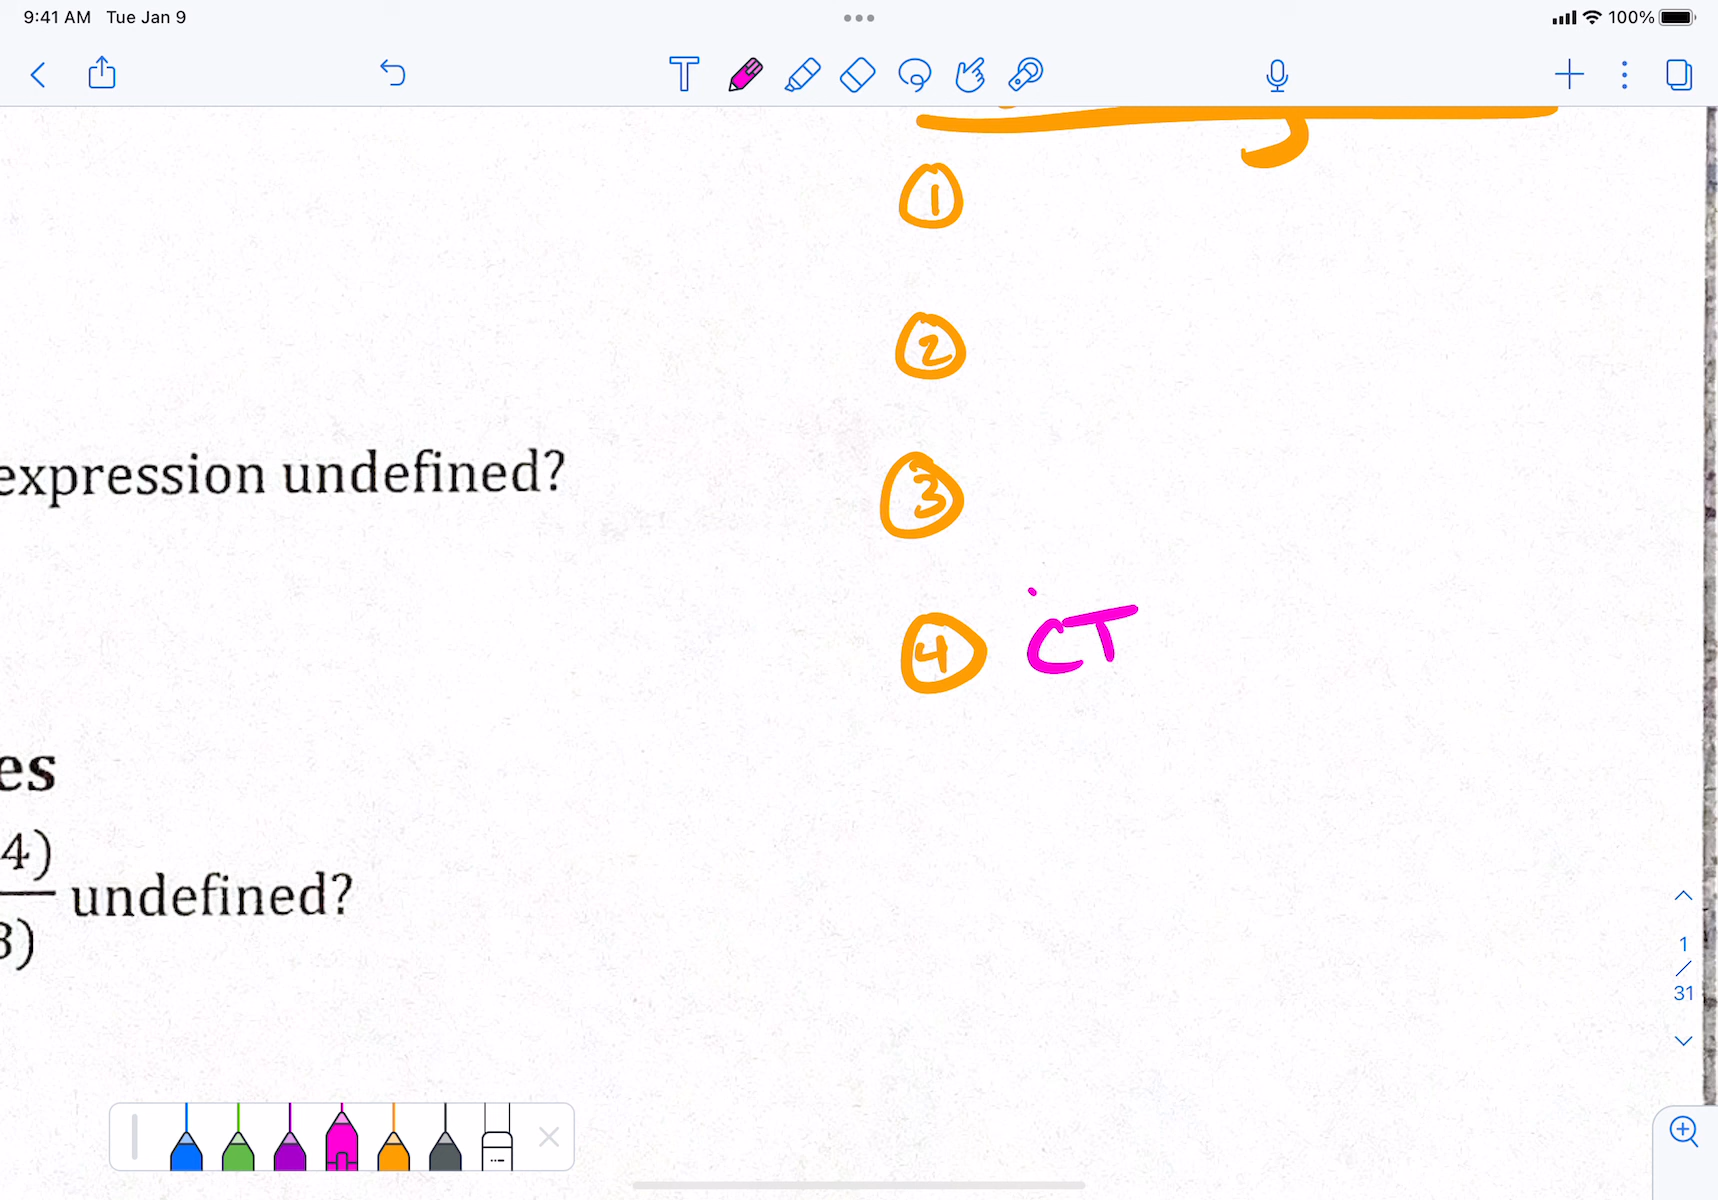 9:41 AM Tue Jan 9 100%
1
2
expression undefined?
3
4 CT
es
4)
undefined?
3)
1
/
31